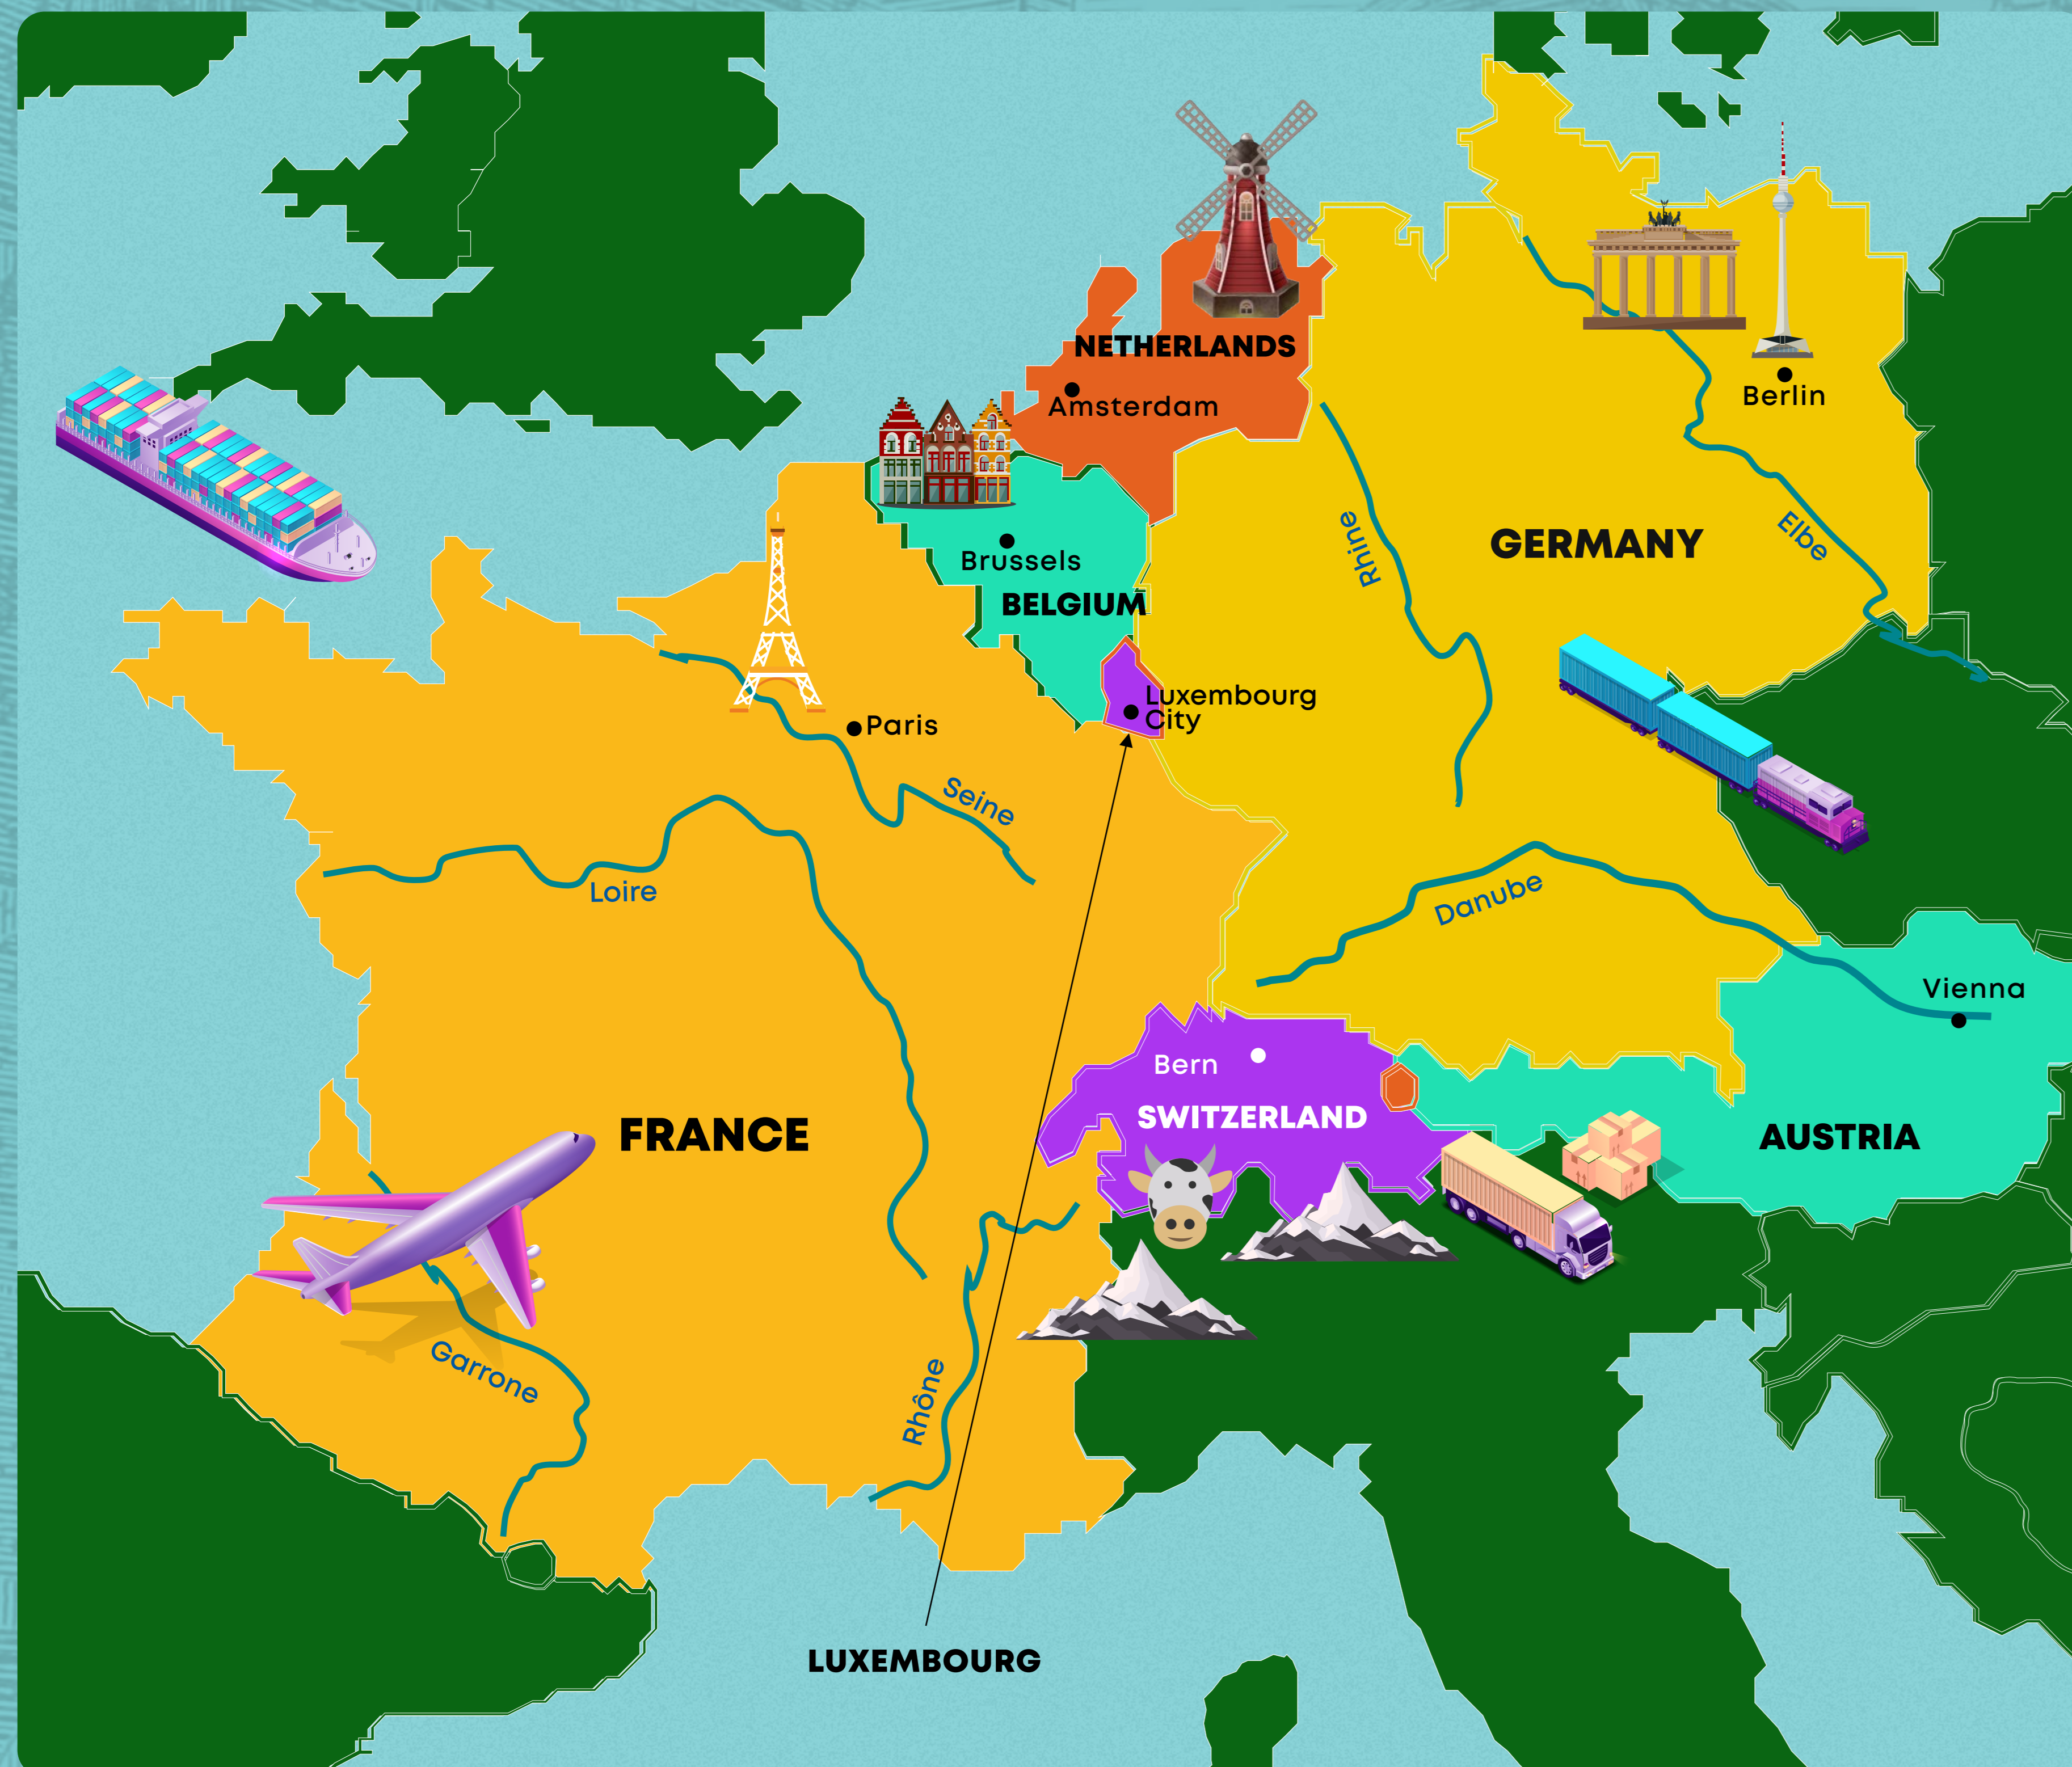 NETHERLANDS
Amsterdam
Berlin
Rhine
GERMANY
Elbe
Brussels
BELGIUM
Luxembourg
City
Paris
Seine
Loire
Danube
Vienna
Bern
SWITZERLAND
FRANCE
AUSTRIA
Garrone
Rhône
LUXEMBOURG